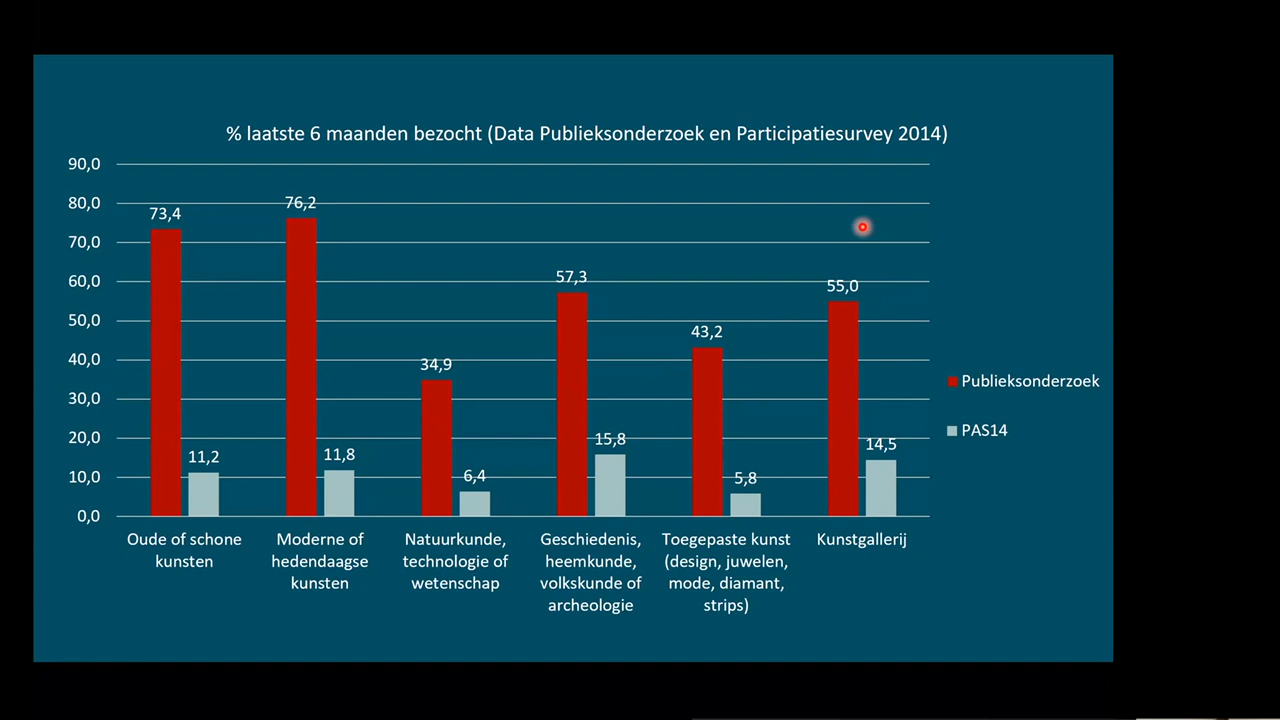 % laatste 6 maanden bezocht (Data Publieksonderzoek en Participatiesurvey 2014)
90,0
80,0
70,0
60,0
50,0
40,0
30,0
20,0
10,0
0,0
73,4
11,2
76,2
11,8
34,9
6,4
57,3
15,8
43,2
5,8
55,0
14,5
Oude of schone
kunsten
Moderne of
hedendaagse
kunsten
Natuurkunde,
technologie of
wetenschap
Geschiedenis,
heemkunde,
volkskunde of
archeologie
Toegepaste kunst
(design, juwelen,
mode, diamant,
strips)
Kunstgallerij
Publieksonderzoek
PAS14